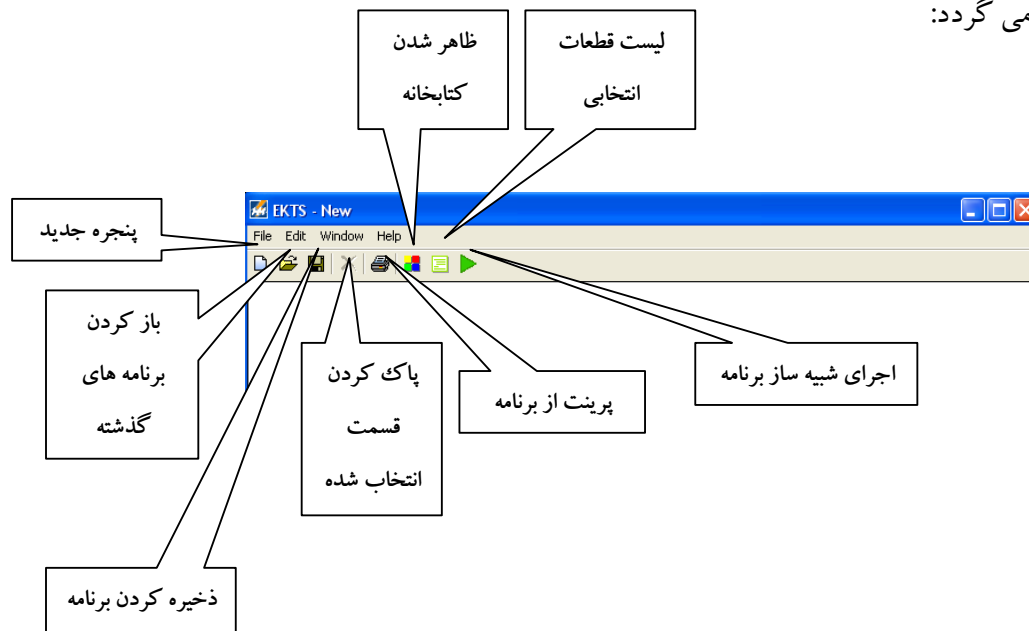 می گردد:
لیست قطعات
انتخابی
ظاهر شدن
کتابخانه
پنجره جدید
EKTS - New
File Edit Window Help
باز کردن
برنامه های
گذشته
پاک کردن
قسمت
انتخاب شده
پرینت از برنامه
اجرای شبیه ساز برنامه
ذخیره کردن برنامه